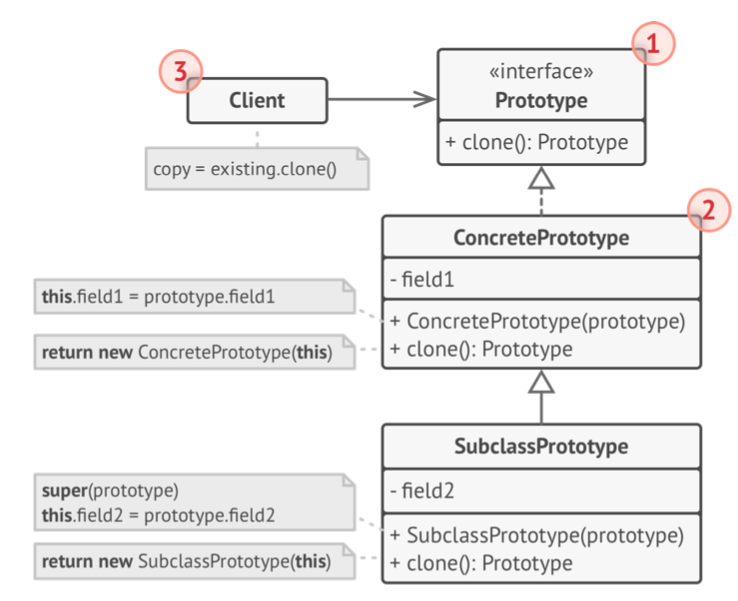 1
«interface»
Prototype
+ clone(): Prototype
3
Client
copy = existing.clone()
2
ConcretePrototype
- field1
+ ConcretePrototype(prototype)
+ clone(): Prototype
this.field1 = prototype.field1
return new ConcretePrototype(this)
SubclassPrototype
- field2
+ SubclassPrototype(prototype)
+ clone(): Prototype
super(prototype)
this.field2 = prototype.field2
return new SubclassPrototype(this)